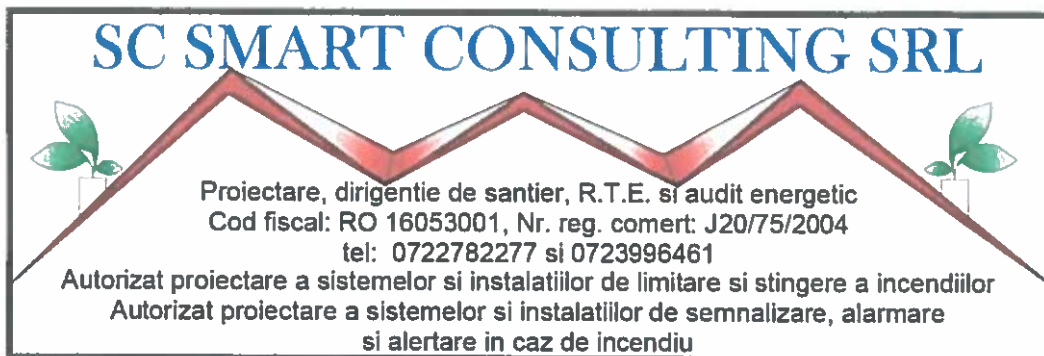 SC SMART CONSULTING SRL
Proiectare, dirigentie de santier, R.T.E. si audit energetic
Cod fiscal: RO 16053001, Nr. reg. comert: J20/75/2004
tel: 0722782277 si 0723996461
Autorizat proiectare a sistemelor si instalatiilor de limitare si stingere a incendiilor
Autorizat proiectare a sistemelor si instalatiilor de semnalizare, alarmare
si alertare in caz de incendiu